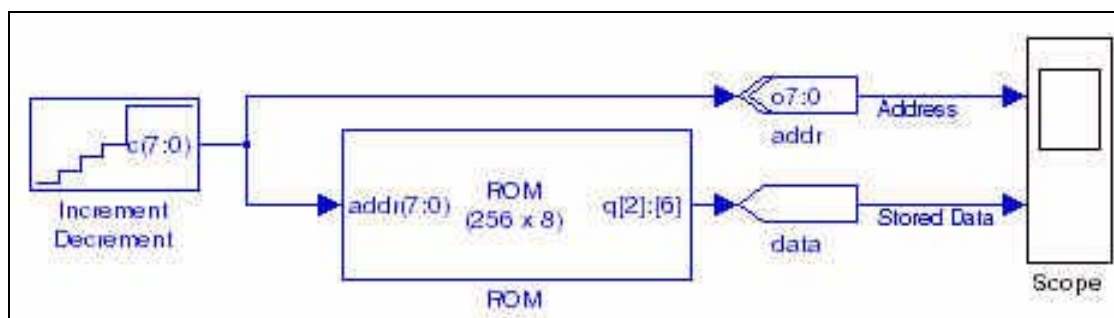 c(7:0)
Increment
Decrement
addr(7:0)
ROM
(256 x 8)
q[2]:[6]
ROM
o7:0
addr
Address
data
Stored Data
Scope